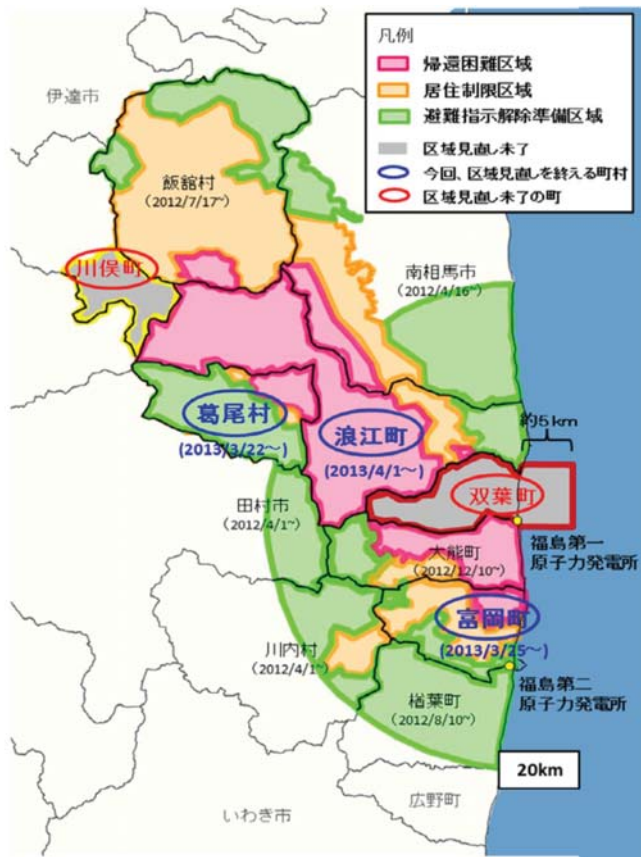 凡例
帰還困難区域
居住制限区域
避難指示解除準備区域
区域見直し未了
今回、区域見直しを終える町村
区域見直し未了の町
伊達市
飯舘村
(2012/7/17~)
川俣町
南相馬市
(2012/4/16~)
葛尾村
(2013/3/22~)
浪江町
(2013/4/1~)
約5km
双葉町
田村市
(2012/4/1~)
福島第一
原子力発電所
大熊町
(2012/12/10~)
富岡町
(2013/3/25~)
川内村
(2012/4/1~)
福島第二
原子力発電所
楢葉町
(2012/8/10~)
20km
広野町
いわき市